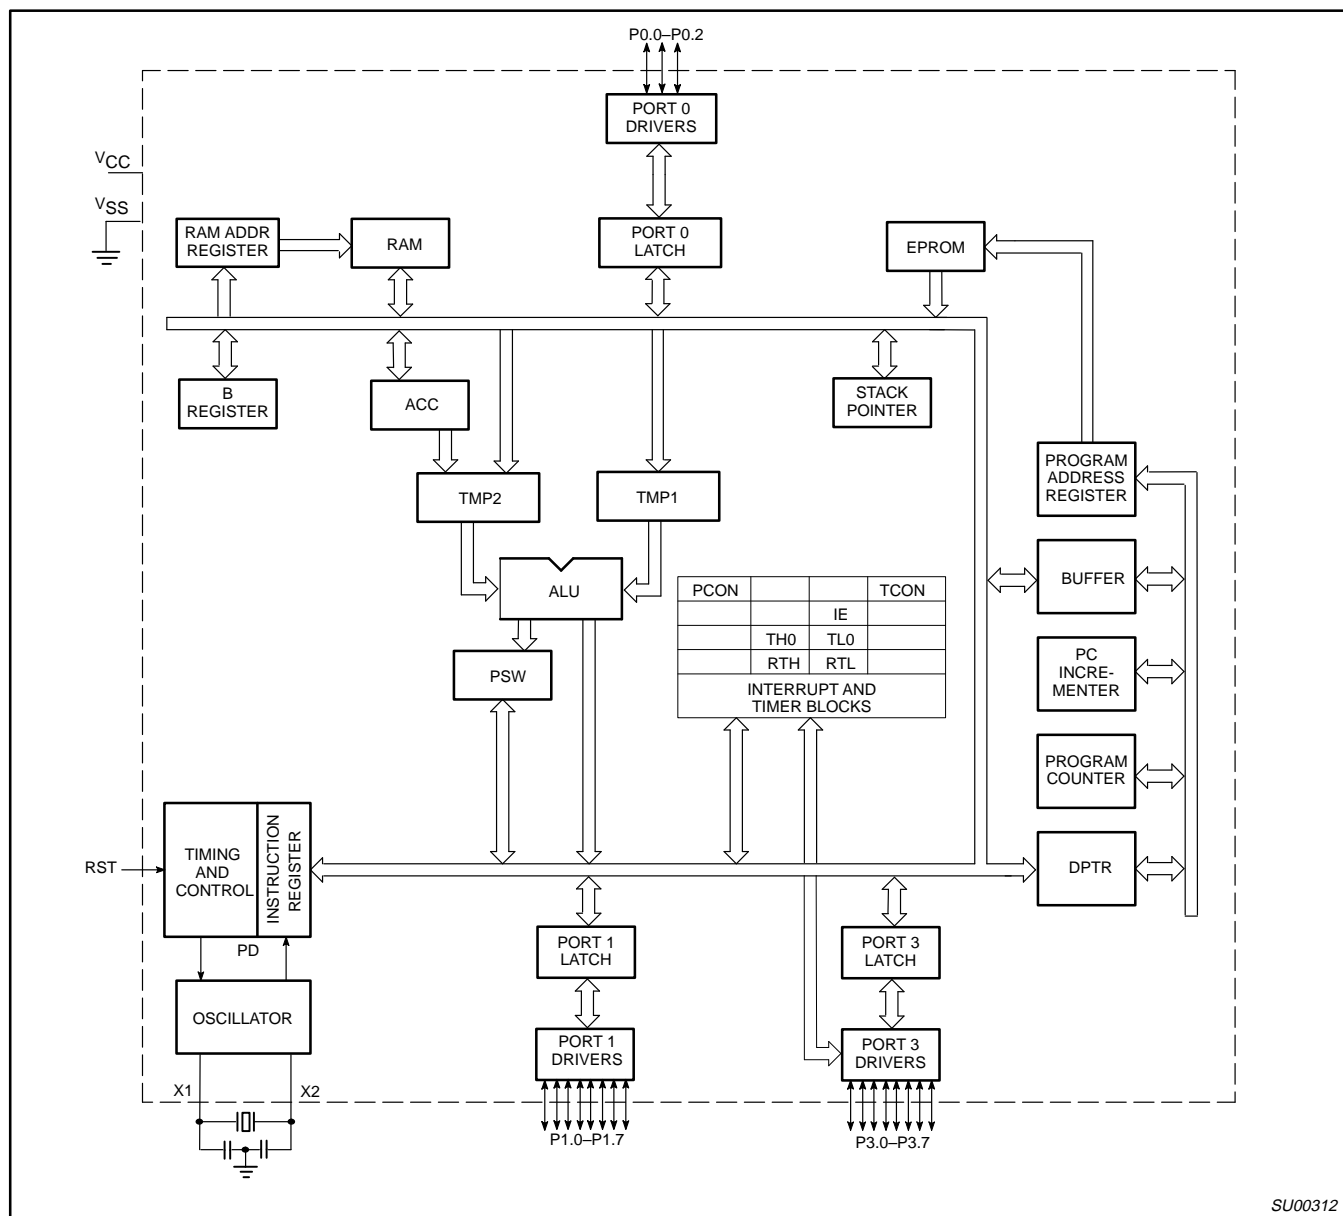 P0.0–P0.2
PORT 0
DRIVERS
VCC
VSS
RAM ADDR
REGISTER
RAM
PORT 0
LATCH
EPROM
B
REGISTER
ACC
STACK
POINTER
PROGRAM
ADDRESS
REGISTER
TMP2
TMP1
BUFFER
ALU
PCON
TCON
IE
TH0
TL0
RTH
RTL
INTERRUPT AND
TIMER BLOCKS
PSW
PC
INCRE-
MENTER
PROGRAM
COUNTER
RST
TIMING
AND
CONTROL
INSTRUCTION
REGISTER
DPTR
PD
PORT 1
LATCH
PORT 3
LATCH
OSCILLATOR
PORT 1
DRIVERS
PORT 3
DRIVERS
X1
X2
P1.0–P1.7
P3.0–P3.7
SU00312